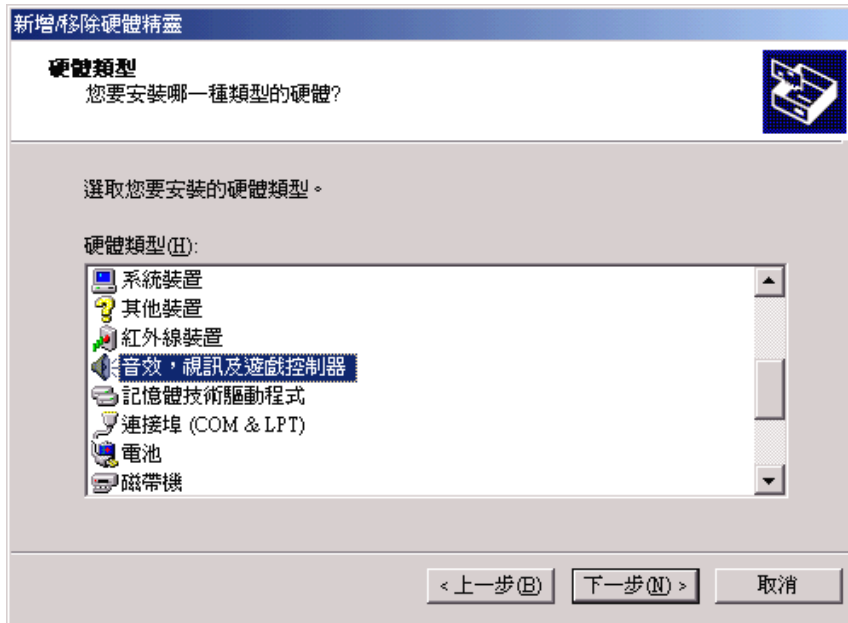 新增/移除硬體精靈
硬體類型
您要安裝哪一種類型的硬體?
選取您要安裝的硬體類型。
硬體類型(H):
系統裝置
其他裝置
紅外線裝置
音效，視訊及遊戲控制器
記憶體技術驅動程式
連接埠 (COM & LPT)
電池
磁帶機
<上一步(B) 下一步(N)> 取消